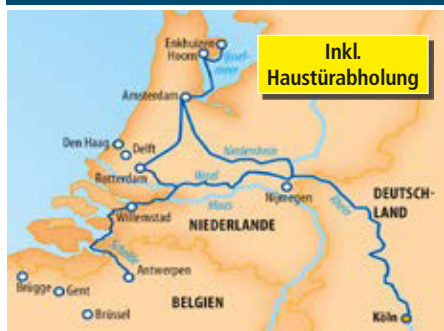 Enkhuizen
Hoorn
Ijssel-
meer
Inkl.
Haustürabholung
Amsterdam
Den Haag
Delft
Niederrhein
Rotterdam
Waal
Nijmegen
Rhein
DEUTSCH-
LAND
Maas
Willemstad
NIEDERLANDE
Schelde
Antwerpen
Brügge
Gent
Brüssel
BELGIEN
Köln